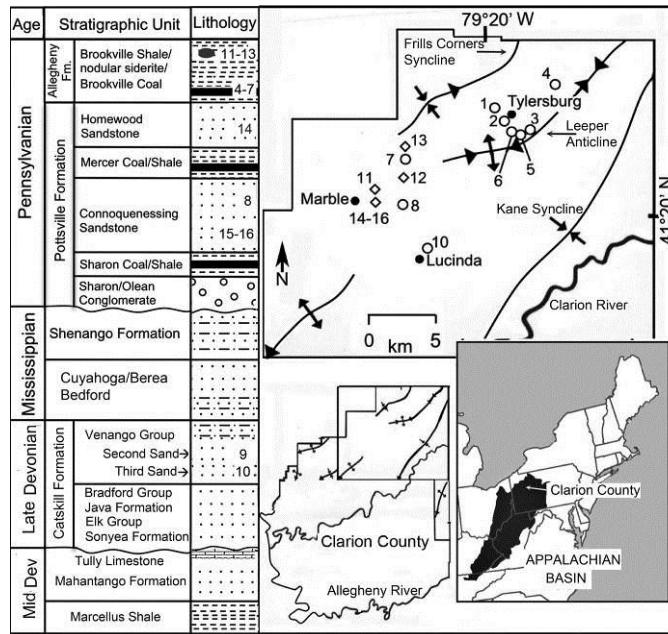 Age
Stratigraphic Unit
Lithology
Pennsylvanian
Allegheny
Fm.
Brookville Shale/
nodular siderite/
Brookville Coal
11-13
4-7
Pottsville Formation
Homewood
Sandstone
14
Mercer Coal/Shale
Connoquenessing
Sandstone
8
15-16
Sharon Coal/Shale
Sharon/Olean
Conglomerate
Mississippian
Shenango Formation
Cuyahoga/Berea
Bedford
Late Devonian
Catskill Formation
Venango Group
Second Sand→
9
Third Sand→
10
Bradford Group
Java Formation
Elk Group
Sonyea Formation
Mid Dev
Tully Limestone
Mahantango Formation
Marcellus Shale
79°20' W
Frills Corners
Syncline
4
1
Tylersburg
2
3
Leeper
Anticline
6
5
13
7
12
11
8
Marble
14-16
10
Lucinda
Kane Syncline
41°20' N
Clarion River
N
0
5
km
Clarion County
Allegheny River
Clarion County
APPALACHIAN
BASIN